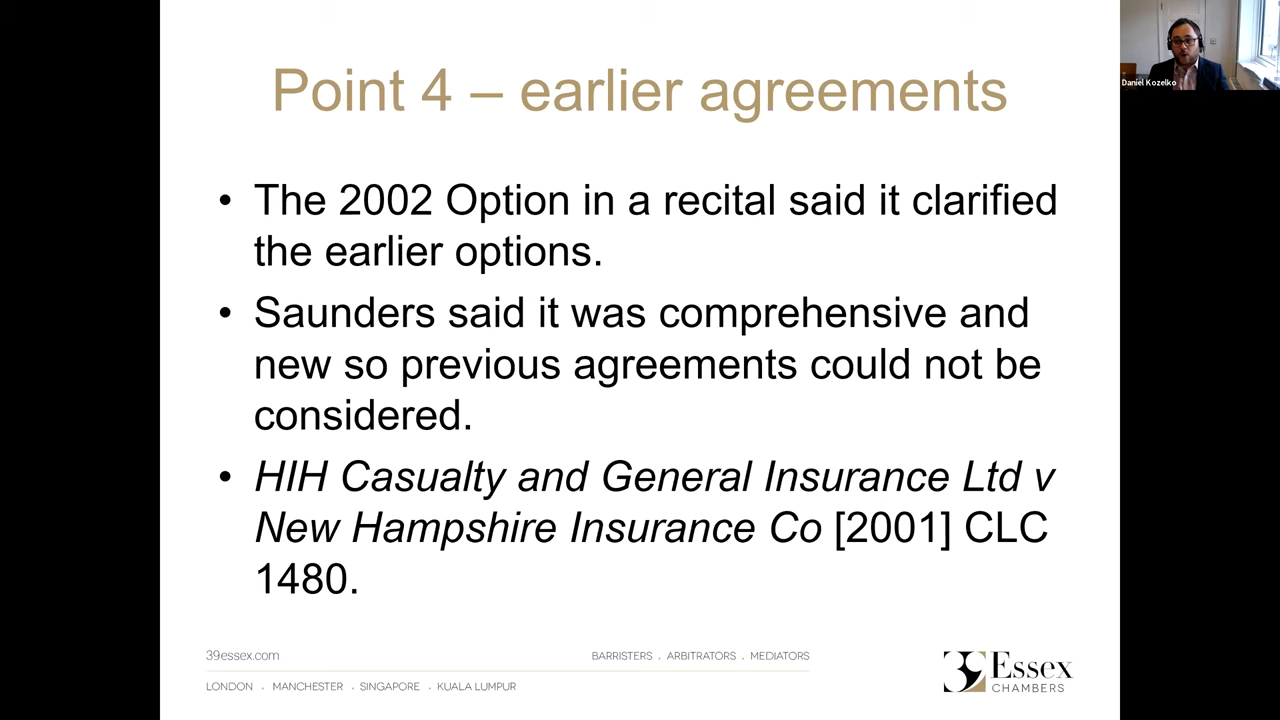 Point 4 – earlier agreements
• The 2002 Option in a recital said it clarified
the earlier options.
• Saunders said it was comprehensive and
new so previous agreements could not be
considered.
• HIH Casualty and General Insurance Ltd v
New Hampshire Insurance Co [2001] CLC
1480.
39essex.com
BARRISTERS . ARBITRATORS . MEDIATORS
LONDON . MANCHESTER . SINGAPORE . KUALA LUMPUR
39 Essex
CHAMBERS
Daniel Kozelko